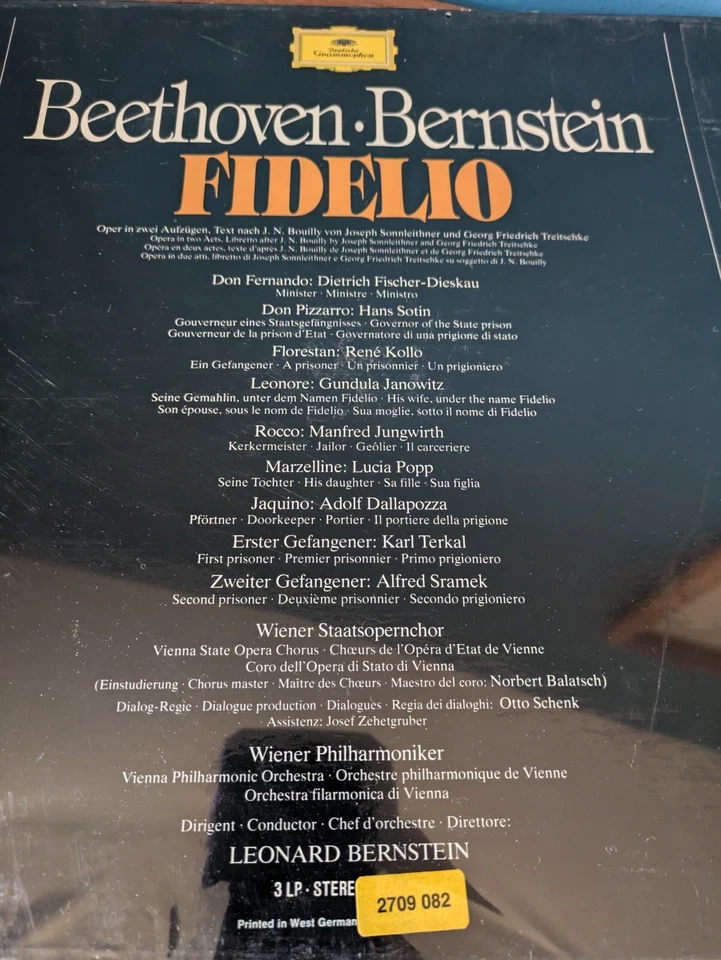 Deutsche
Grammophon
Beethoven · Bernstein
FIDELIO
Oper in zwei Aufzügen, Text nach J. N. Bouilly von Joseph Sonnleithner und Georg Friedrich Treitschke
Opera in two Acts, Libretto after J. N. Bouilly by Joseph Sonnleithner and Georg Friedrich Treitschke
Opéra en deux actes, texte d'après J. N. Bouilly de Joseph Sonnleithner et de Georg Friedrich Treitschke
Opera in due atti, libretto di Joseph Sonnleithner e Georg Friedrich Treitschke su soggetto di J. N. Bouilly
Don Fernando: Dietrich Fischer-Dieskau
Minister · Ministre · Ministro
Don Pizzarro: Hans Sotin
Gouverneur eines Staatsgefängnisses · Governor of the State prison
Gouverneur de la prison d'Etat · Governatore di una prigione di stato
Florestan: René Kollo
Ein Gefangener · A prisoner · Un prisonnier · Un prigioniero
Leonore: Gundula Janowitz
Seine Gemahlin, unter dem Namen Fidelio · His wife, under the name Fidelio
Son épouse, sous le nom de Fidelio · Sua moglie, sotto il nome di Fidelio
Rocco: Manfred Jungwirth
Kerkermeister · Jailor · Geôlier · Il carceriere
Marzelline: Lucia Popp
Seine Tochter · His daughter · Sa fille · Sua figlia
Jaquino: Adolf Dallapozza
Pförtner · Doorkeeper · Portier · Il portiere della prigione
Erster Gefangener: Karl Terkal
First prisoner · Premier prisonnier · Primo prigioniero
Zweiter Gefangener: Alfred Sramek
Second prisoner · Deuxième prisonnier · Secondo prigioniero
Wiener Staatsopernchor
Vienna State Opera Chorus · Chœurs de l'Opéra d'Etat de Vienne
Coro dell'Opera di Stato di Vienna
(Einstudierung · Chorus master · Maître des Chœurs · Maestro del coro: Norbert Balatsch)
Dialog-Regie · Dialogue production · Dialogues · Regia dei dialoghi: Otto Schenk
Assistenz: Josef Zehetgruber
Wiener Philharmoniker
Vienna Philharmonic Orchestra · Orchestre philharmonique de Vienne
Orchestra filarmonica di Vienna
Dirigent · Conductor · Chef d'orchestre · Direttore:
LEONARD BERNSTEIN
3 LP · STERE
2709 082
Printed in West German